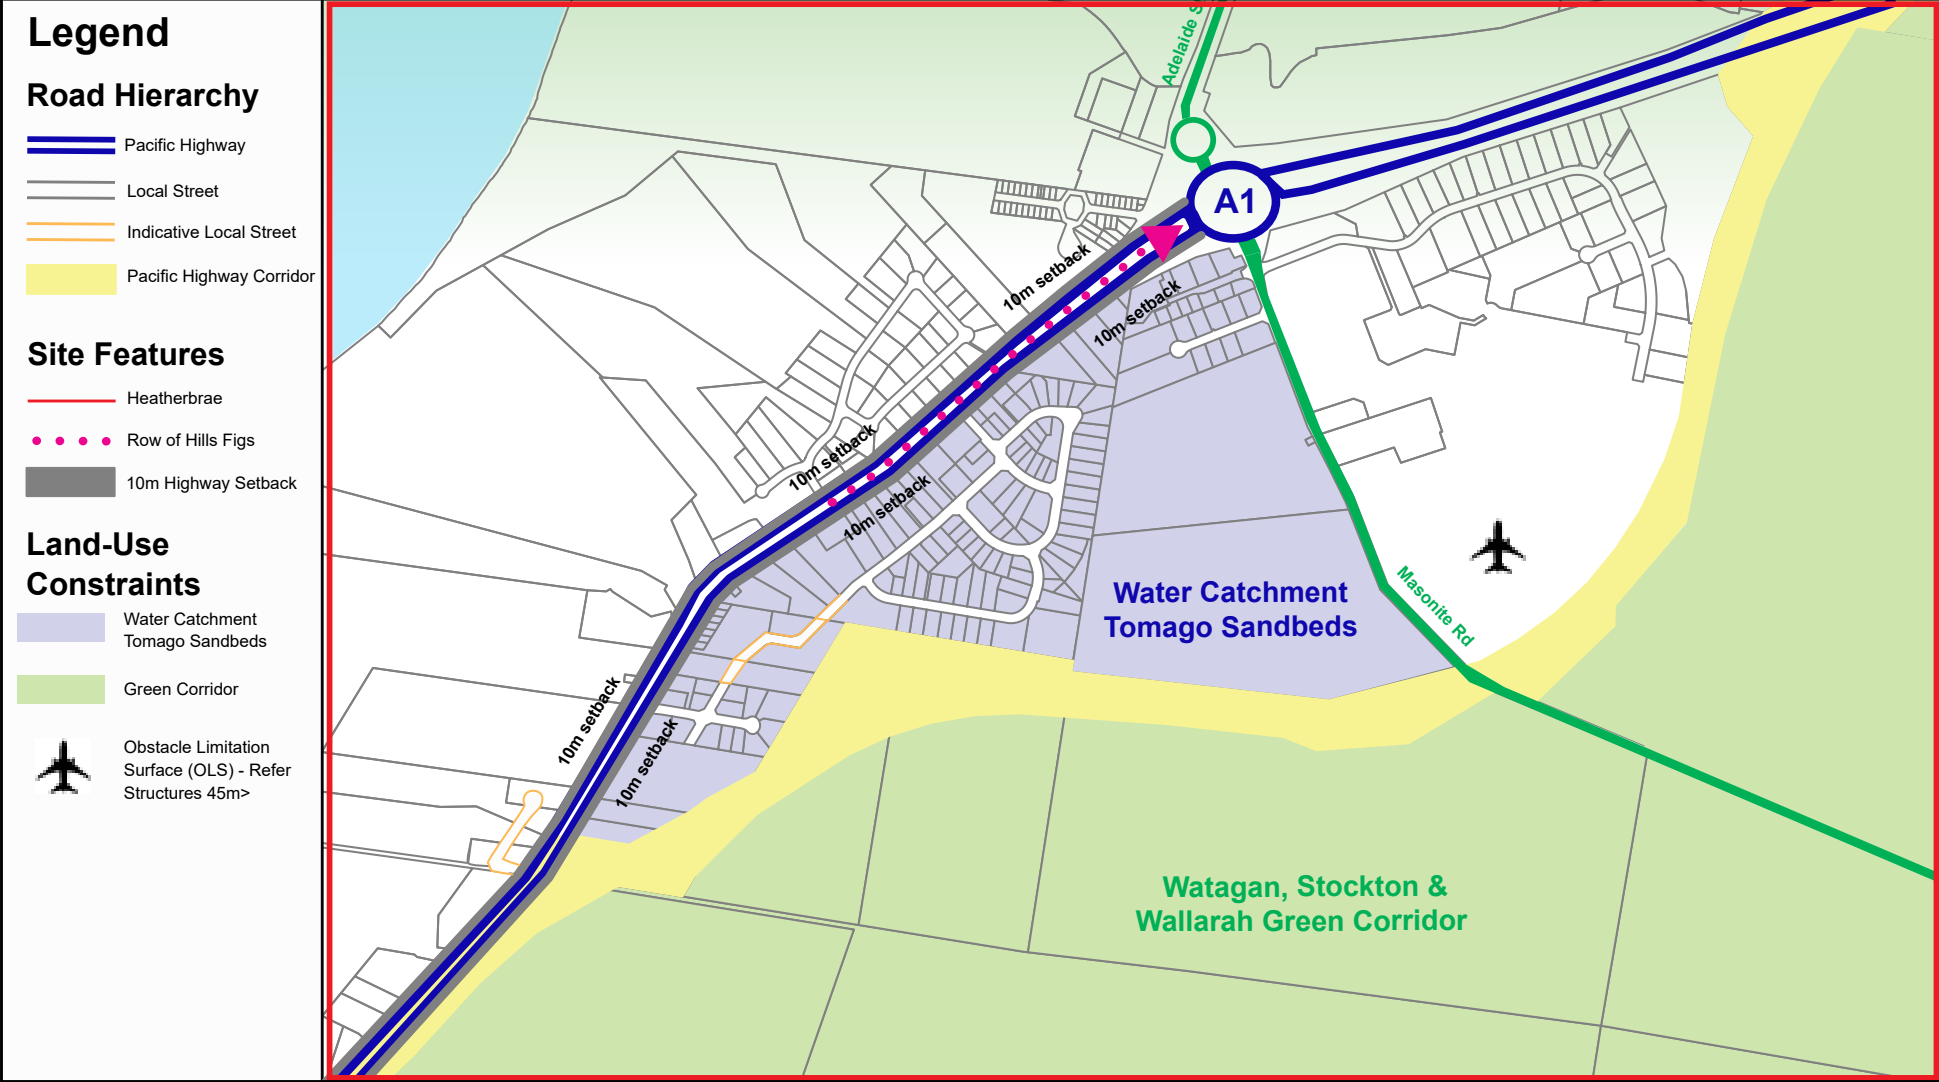 Legend
Road Hierarchy
Pacific Highway
Local Street
Indicative Local Street
Pacific Highway Corridor
Site Features
Heatherbrae
Row of Hills Figs
10m Highway Setback
Land-Use
Constraints
Water Catchment
Tomago Sandbeds
Green Corridor
Obstacle Limitation
Surface (OLS) - Refer
Structures 45m>
Adelaide
A1
10m setback
10m setback
10m setback
10m setback
10m setback
10m setback
Water Catchment
Tomago Sandbeds
Masonite Rd
Watagan, Stockton &
Wallarah Green Corridor